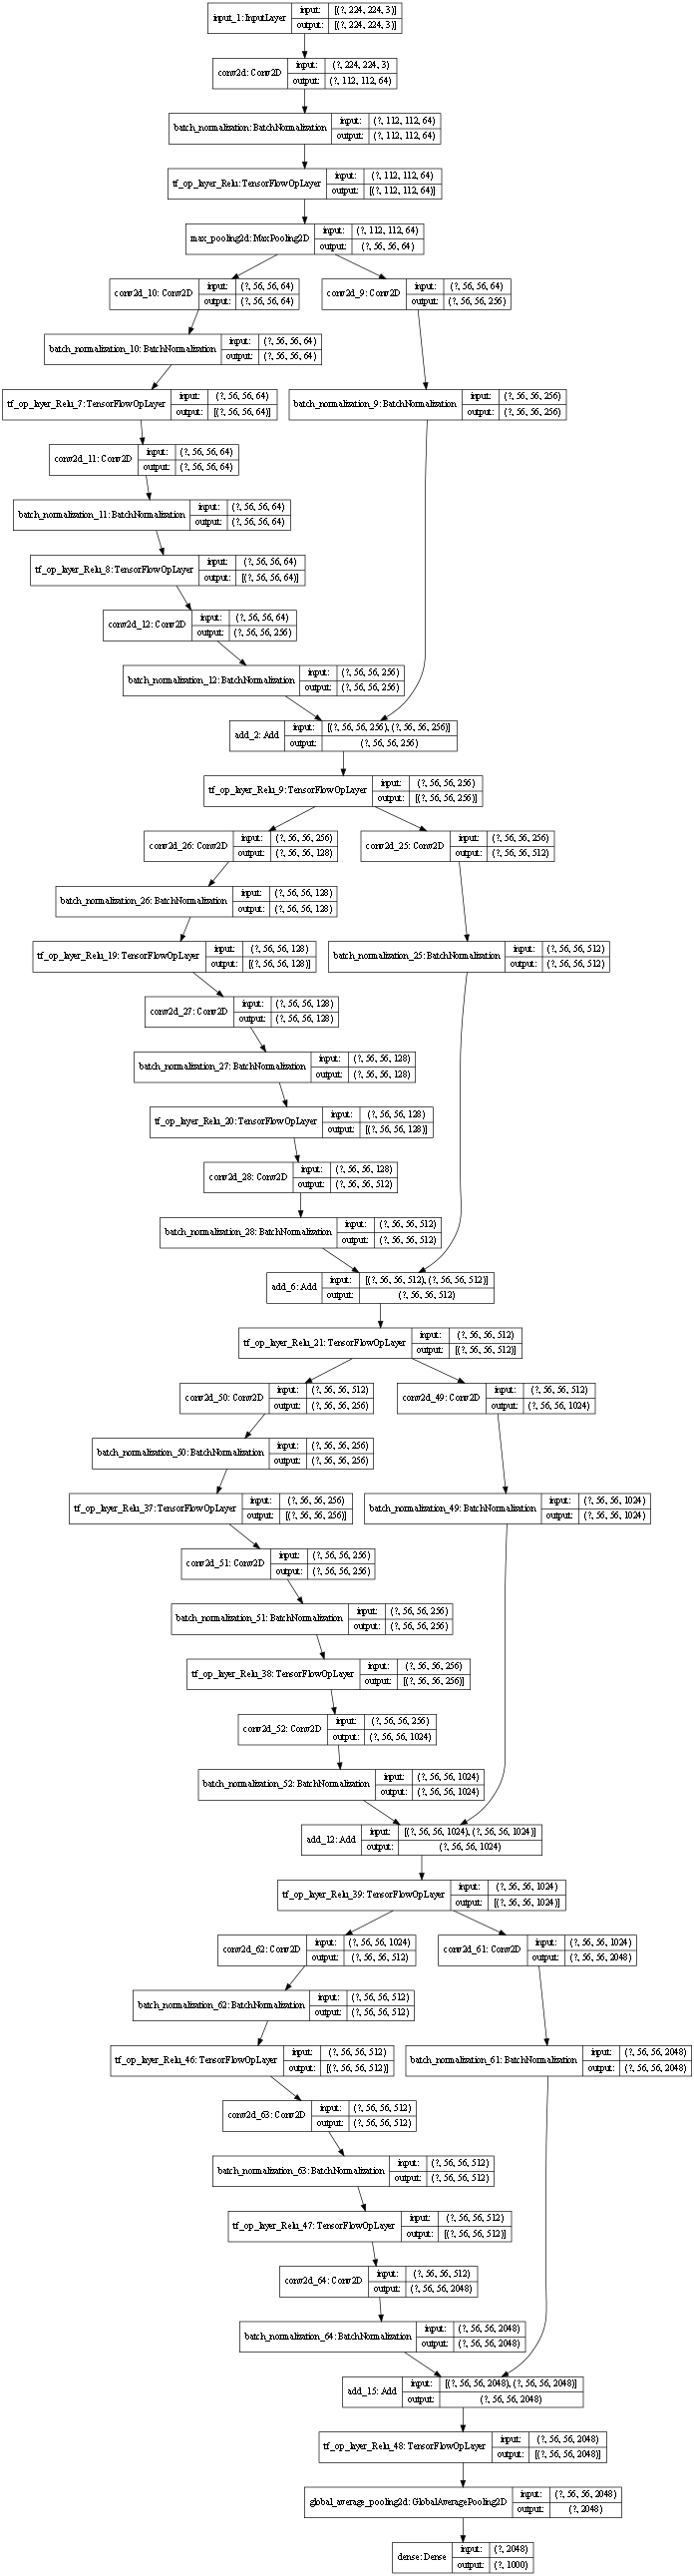 input_1: InputLayer
input: [(?, 224, 224, 3)]
output: [(?, 224, 224, 3)]
conv2d: Conv2D
input: (?, 224, 224, 3)
output: (?, 112, 112, 64)
batch_normalization: BatchNormalization
input: (?, 112, 112, 64)
output: (?, 112, 112, 64)
tf_op_layer_Relu: TensorFlowOpLayer
input: (?, 112, 112, 64)
output: [(?, 112, 112, 64)]
max_pooling2d: MaxPooling2D
input: (?, 112, 112, 64)
output: (?, 56, 56, 64)
conv2d_10: Conv2D
input: (?, 56, 56, 64)
output: (?, 56, 56, 64)
conv2d_9: Conv2D
input: (?, 56, 56, 64)
output: (?, 56, 56, 256)
batch_normalization_10: BatchNormalization
input: (?, 56, 56, 64)
output: (?, 56, 56, 64)
tf_op_layer_Relu_7: TensorFlowOpLayer
input: (?, 56, 56, 64)
output: [(?, 56, 56, 64)]
batch_normalization_9: BatchNormalization
input: (?, 56, 56, 256)
output: (?, 56, 56, 256)
conv2d_11: Conv2D
input: (?, 56, 56, 64)
output: (?, 56, 56, 64)
batch_normalization_11: BatchNormalization
input: (?, 56, 56, 64)
output: (?, 56, 56, 64)
tf_op_layer_Relu_8: TensorFlowOpLayer
input: (?, 56, 56, 64)
output: [(?, 56, 56, 64)]
conv2d_12: Conv2D
input: (?, 56, 56, 64)
output: (?, 56, 56, 256)
batch_normalization_12: BatchNormalization
input: (?, 56, 56, 256)
output: (?, 56, 56, 256)
add_2: Add
input: [(?, 56, 56, 256), (?, 56, 56, 256)]
output: (?, 56, 56, 256)
tf_op_layer_Relu_9: TensorFlowOpLayer
input: (?, 56, 56, 256)
output: [(?, 56, 56, 256)]
conv2d_26: Conv2D
input: (?, 56, 56, 256)
output: (?, 56, 56, 128)
conv2d_25: Conv2D
input: (?, 56, 56, 256)
output: (?, 56, 56, 512)
batch_normalization_26: BatchNormalization
input: (?, 56, 56, 128)
output: (?, 56, 56, 128)
tf_op_layer_Relu_19: TensorFlowOpLayer
input: (?, 56, 56, 128)
output: [(?, 56, 56, 128)]
batch_normalization_25: BatchNormalization
input: (?, 56, 56, 512)
output: (?, 56, 56, 512)
conv2d_27: Conv2D
input: (?, 56, 56, 128)
output: (?, 56, 56, 128)
batch_normalization_27: BatchNormalization
input: (?, 56, 56, 128)
output: (?, 56, 56, 128)
tf_op_layer_Relu_20: TensorFlowOpLayer
input: (?, 56, 56, 128)
output: [(?, 56, 56, 128)]
conv2d_28: Conv2D
input: (?, 56, 56, 128)
output: (?, 56, 56, 512)
batch_normalization_28: BatchNormalization
input: (?, 56, 56, 512)
output: (?, 56, 56, 512)
add_6: Add
input: [(?, 56, 56, 512), (?, 56, 56, 512)]
output: (?, 56, 56, 512)
tf_op_layer_Relu_21: TensorFlowOpLayer
input: (?, 56, 56, 512)
output: [(?, 56, 56, 512)]
conv2d_50: Conv2D
input: (?, 56, 56, 512)
output: (?, 56, 56, 256)
conv2d_49: Conv2D
input: (?, 56, 56, 512)
output: (?, 56, 56, 1024)
batch_normalization_50: BatchNormalization
input: (?, 56, 56, 256)
output: (?, 56, 56, 256)
tf_op_layer_Relu_37: TensorFlowOpLayer
input: (?, 56, 56, 256)
output: [(?, 56, 56, 256)]
batch_normalization_49: BatchNormalization
input: (?, 56, 56, 1024)
output: (?, 56, 56, 1024)
conv2d_51: Conv2D
input: (?, 56, 56, 256)
output: (?, 56, 56, 256)
batch_normalization_51: BatchNormalization
input: (?, 56, 56, 256)
output: (?, 56, 56, 256)
tf_op_layer_Relu_38: TensorFlowOpLayer
input: (?, 56, 56, 256)
output: [(?, 56, 56, 256)]
conv2d_52: Conv2D
input: (?, 56, 56, 256)
output: (?, 56, 56, 1024)
batch_normalization_52: BatchNormalization
input: (?, 56, 56, 1024)
output: (?, 56, 56, 1024)
add_12: Add
input: [(?, 56, 56, 1024), (?, 56, 56, 1024)]
output: (?, 56, 56, 1024)
tf_op_layer_Relu_39: TensorFlowOpLayer
input: (?, 56, 56, 1024)
output: [(?, 56, 56, 1024)]
conv2d_62: Conv2D
input: (?, 56, 56, 1024)
output: (?, 56, 56, 512)
conv2d_61: Conv2D
input: (?, 56, 56, 1024)
output: (?, 56, 56, 2048)
batch_normalization_62: BatchNormalization
input: (?, 56, 56, 512)
output: (?, 56, 56, 512)
tf_op_layer_Relu_46: TensorFlowOpLayer
input: (?, 56, 56, 512)
output: [(?, 56, 56, 512)]
batch_normalization_61: BatchNormalization
input: (?, 56, 56, 2048)
output: (?, 56, 56, 2048)
conv2d_63: Conv2D
input: (?, 56, 56, 512)
output: (?, 56, 56, 512)
batch_normalization_63: BatchNormalization
input: (?, 56, 56, 512)
output: (?, 56, 56, 512)
tf_op_layer_Relu_47: TensorFlowOpLayer
input: (?, 56, 56, 512)
output: [(?, 56, 56, 512)]
conv2d_64: Conv2D
input: (?, 56, 56, 512)
output: (?, 56, 56, 2048)
batch_normalization_64: BatchNormalization
input: (?, 56, 56, 2048)
output: (?, 56, 56, 2048)
add_15: Add
input: [(?, 56, 56, 2048), (?, 56, 56, 2048)]
output: (?, 56, 56, 2048)
tf_op_layer_Relu_48: TensorFlowOpLayer
input: (?, 56, 56, 2048)
output: [(?, 56, 56, 2048)]
global_average_pooling2d: GlobalAveragePooling2D
input: (?, 56, 56, 2048)
output: (?, 2048)
dense: Dense
input: (?, 2048)
output: (?, 1000)